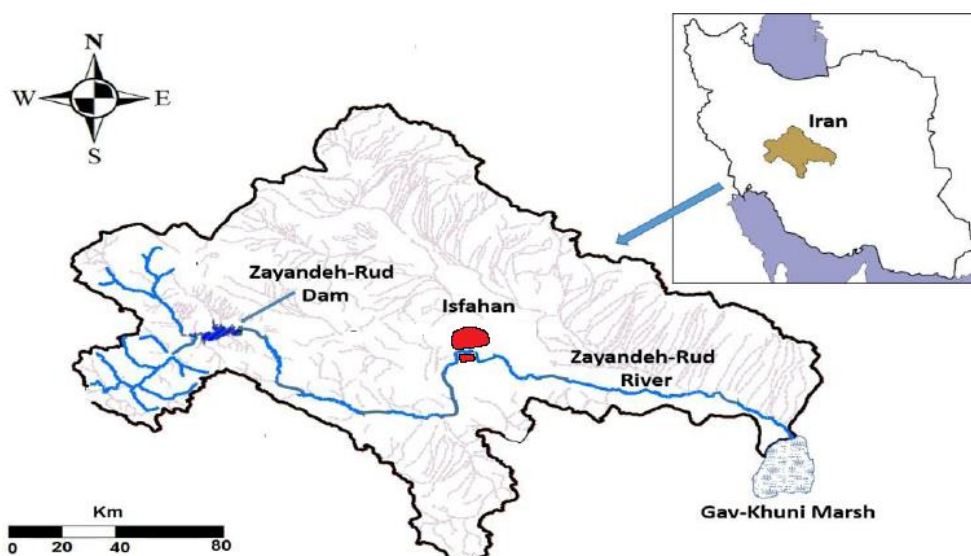 N
W
E
S
Iran
Zayandeh-Rud
Dam
Isfahan
Zayandeh-Rud
River
Gav-Khuni Marsh
Km
0 20 40 80